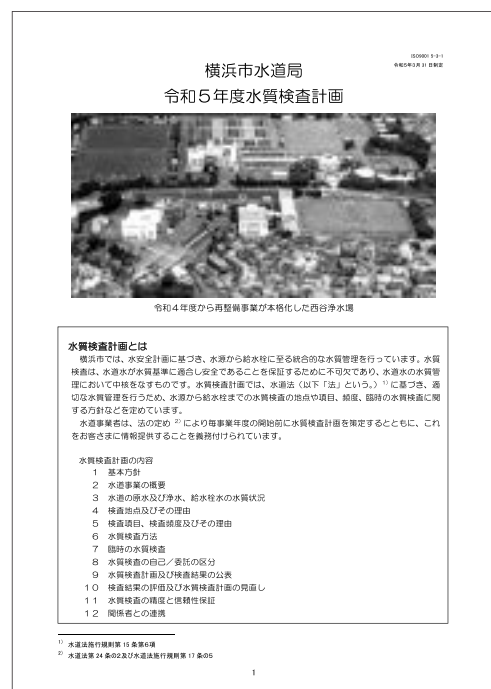 ISO9001 5-3-1
令和5年3月31日制定
横浜市水道局
令和５年度水質検査計画
令和４年度から再整備事業が本格化した西谷浄水場
水質検査計画とは
横浜市では、水安全計画に基づき、水源から給水栓に至る統合的な水質管理を行っています。水質
検査は、水道水が水質基準に適合し安全であることを保証するために不可欠であり、水道水の水質管
理において中核をなすものです。水質検査計画では、水道法（以下「法」という。）1) に基づき、適
切な水質管理を行うため、水源から給水栓までの水質検査の地点や項目、頻度、臨時の水質検査に関
する方針などを定めています。
水道事業者は、法の定め 2) により毎事業年度の開始前に水質検査計画を策定するとともに、これ
をお客さまに情報提供することを義務付けられています。
水質検査計画の内容
１　基本方針
２　水道事業の概要
３　水道の原水及び浄水、給水栓水の水質状況
４　検査地点及びその理由
５　検査項目、検査頻度及びその理由
６　水質検査方法
７　臨時の水質検査
８　水質検査の自己／委託の区分
９　水質検査計画及び検査結果の公表
１０　検査結果の評価及び水質検査計画の見直し
１１　水質検査の精度と信頼性保証
１２　関係者との連携
1) 水道法施行規則第 15 条第６項
2) 水道法第 24 条の２及び水道法施行規則第 17 条の５
1